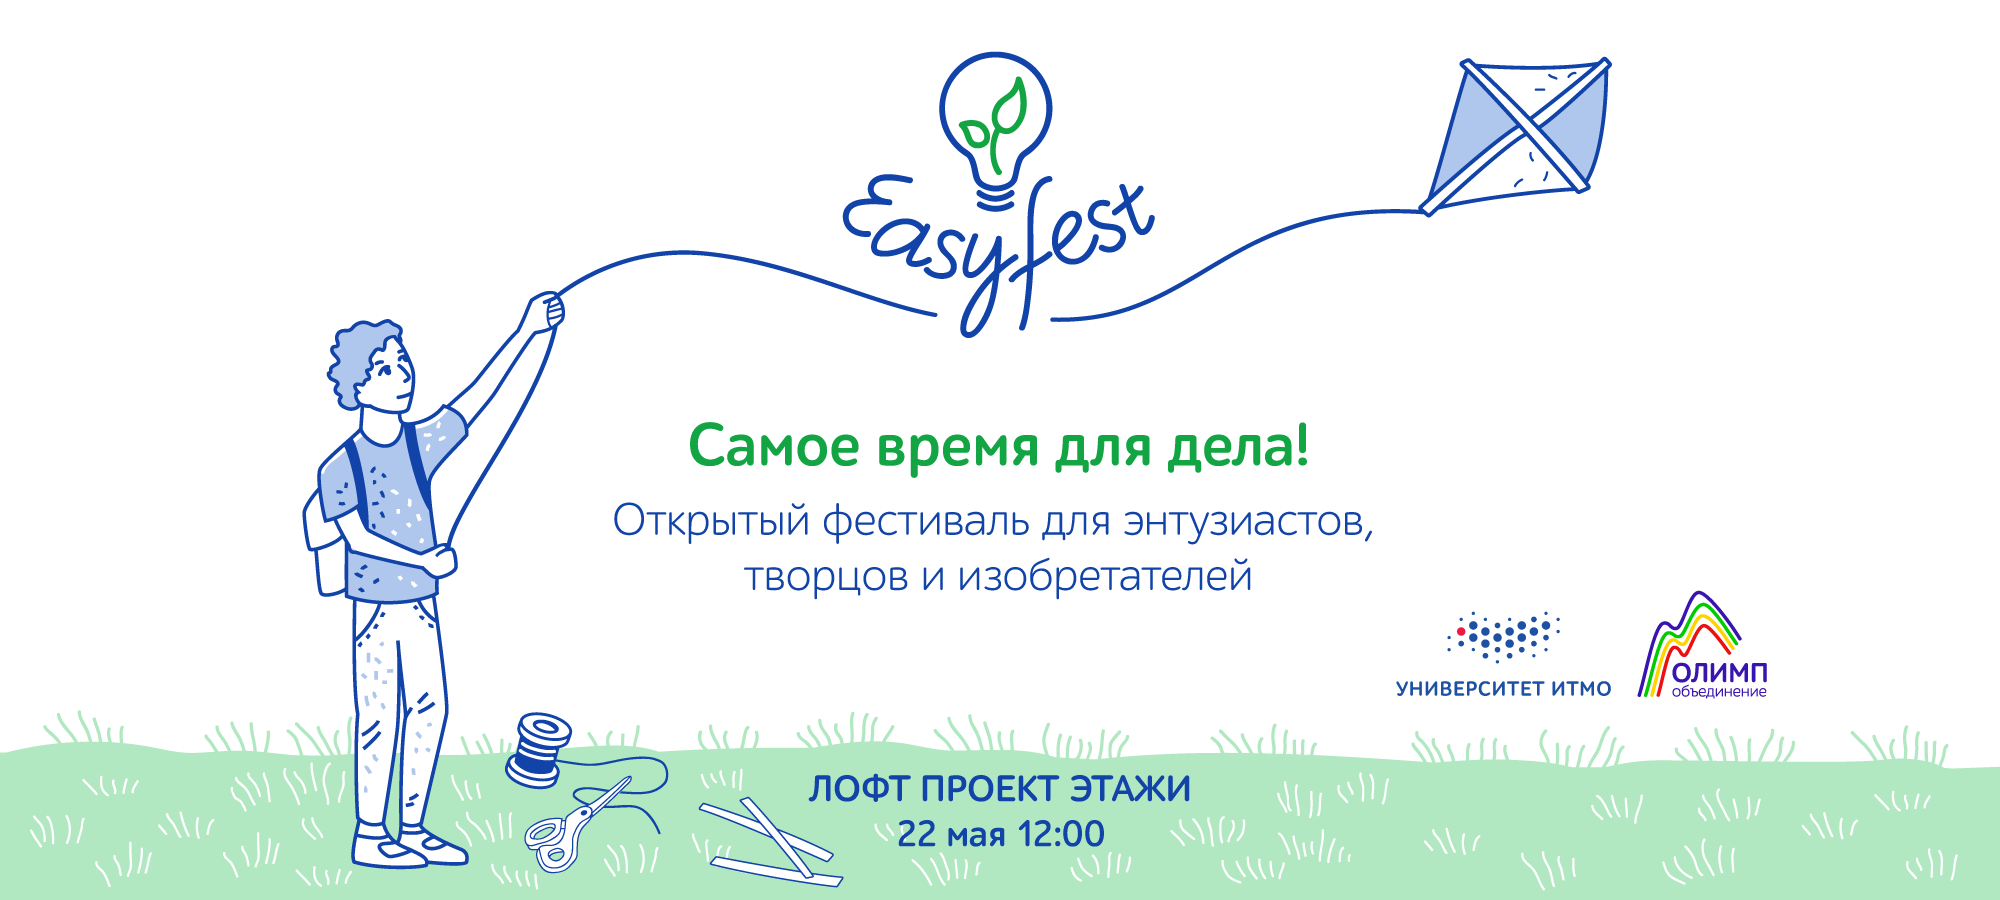 Easyfest
Самое время для дела!
Открытый фестиваль для энтузиастов,
творцов и изобретателей
УНИВЕРСИТЕТ ИТМО
ОЛИМП
объединение
ЛОФТ ПРОЕКТ ЭТАЖИ
22 мая 12:00